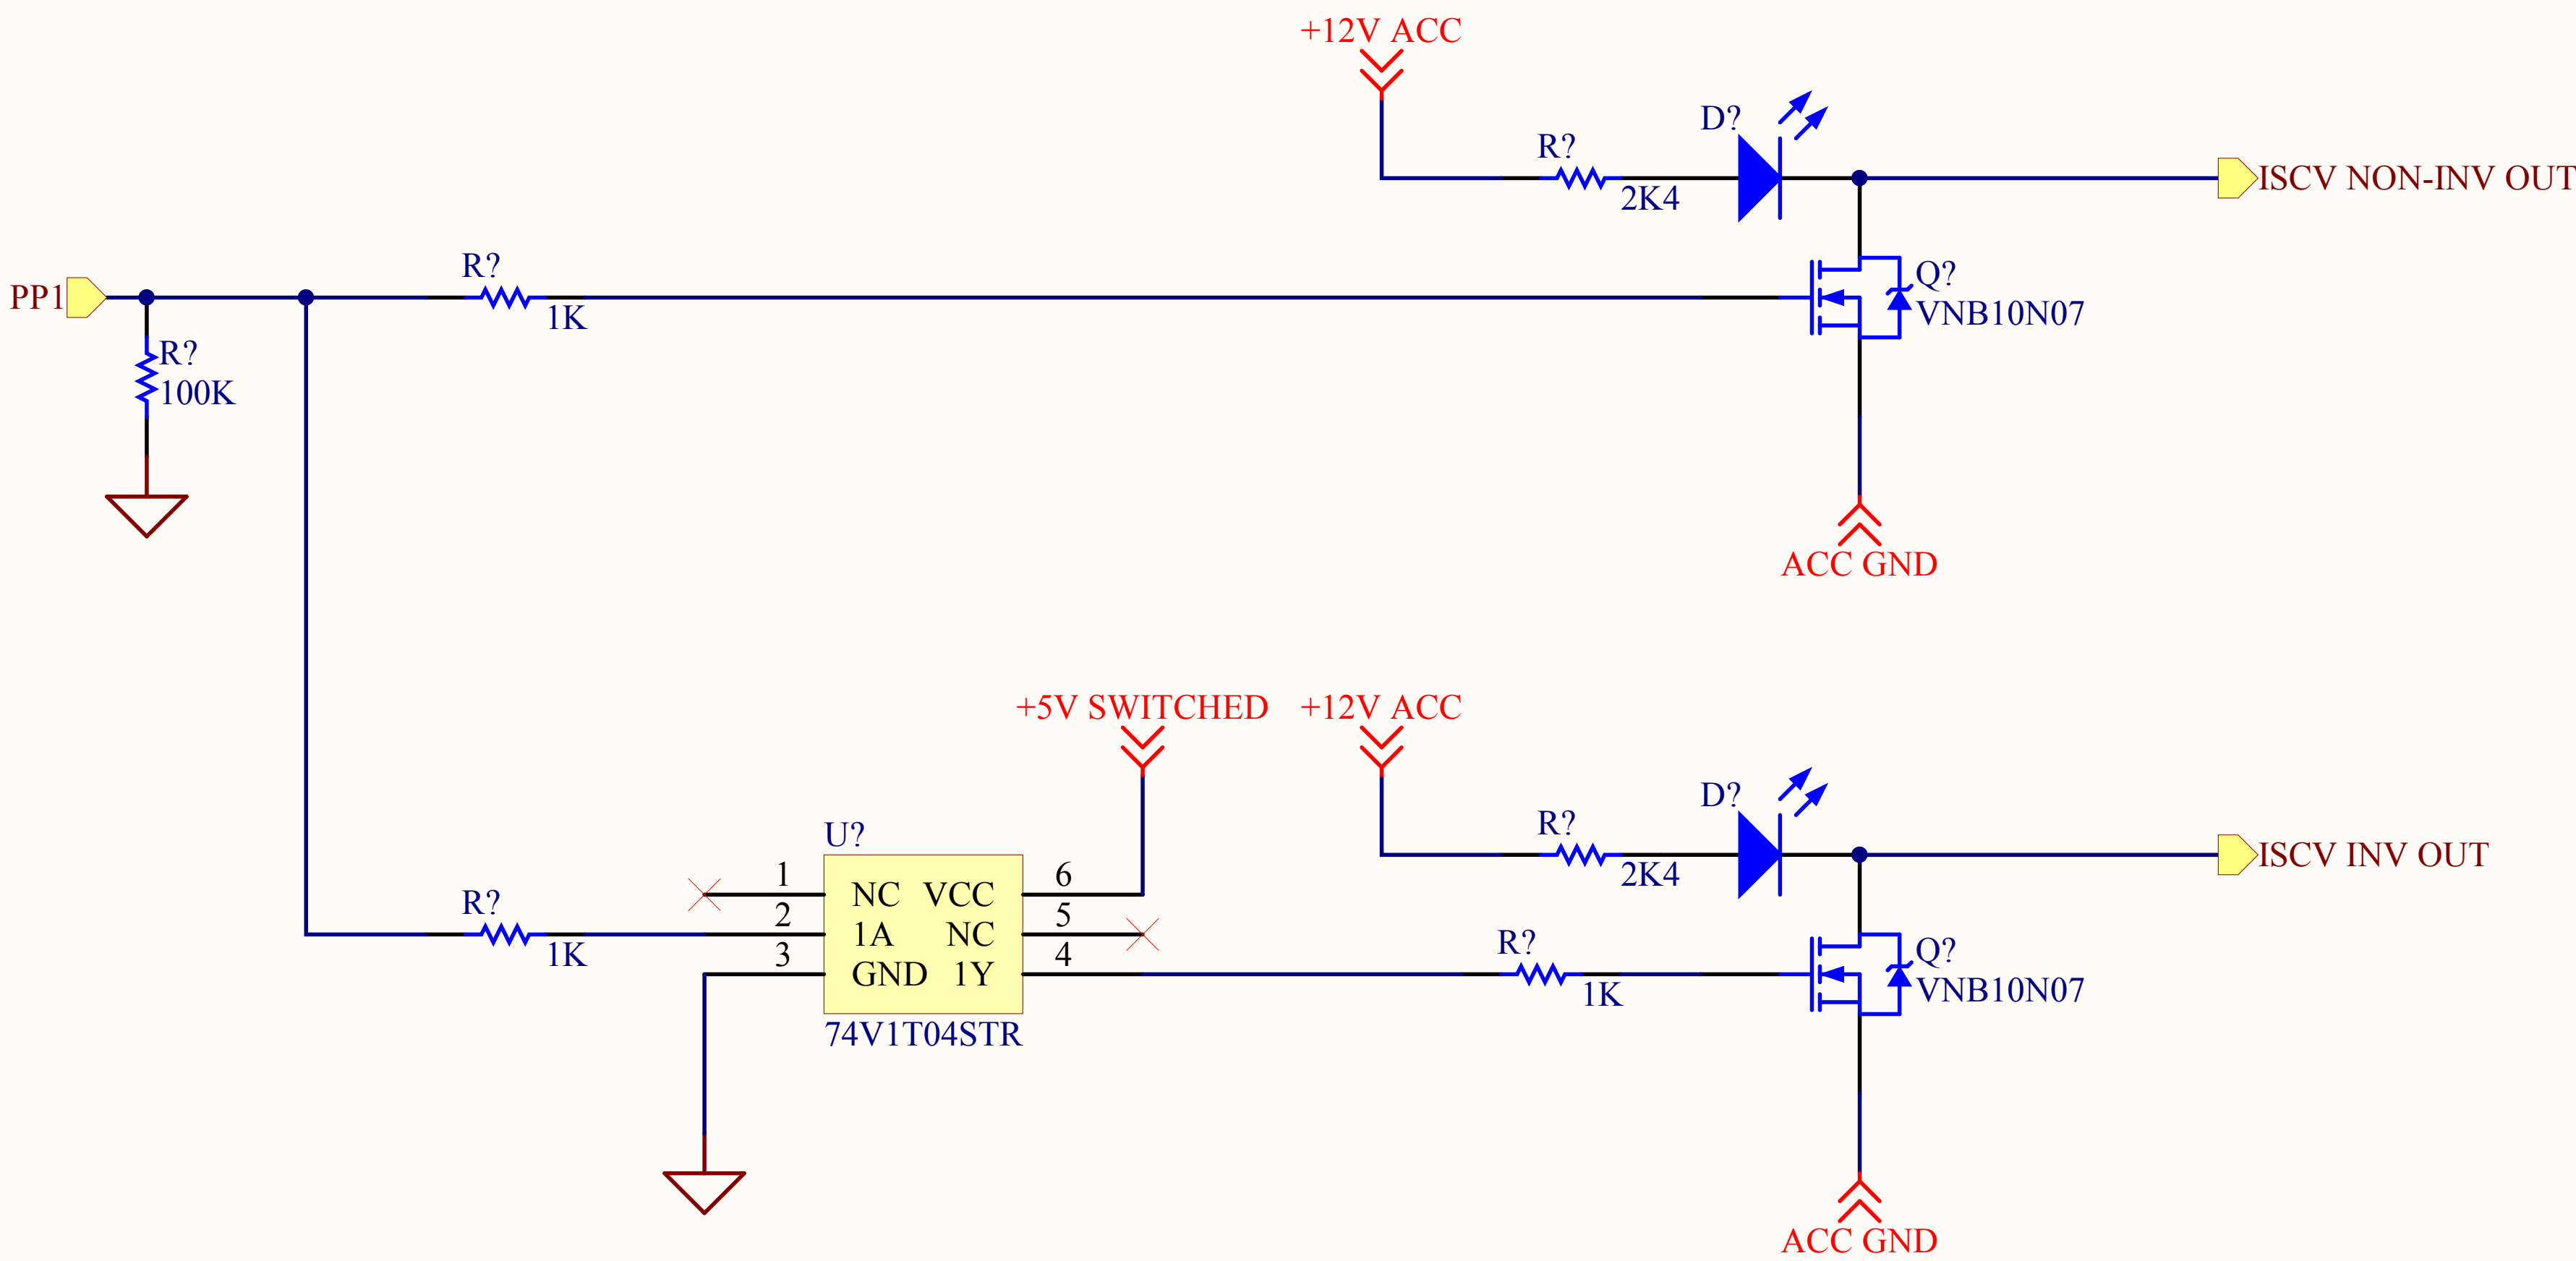 +12V ACC
D?
R?
2K4
ISCV NON-INV OUT
PP1
R?
1K
Q?
VNB10N07
R?
100K
ACC GND
+5V SWITCHED
+12V ACC
D?
R?
2K4
ISCV INV OUT
U?
1
NC VCC
6
2
1A NC
5
3
GND 1Y
4
74V1T04STR
R?
1K
R?
1K
Q?
VNB10N07
ACC GND